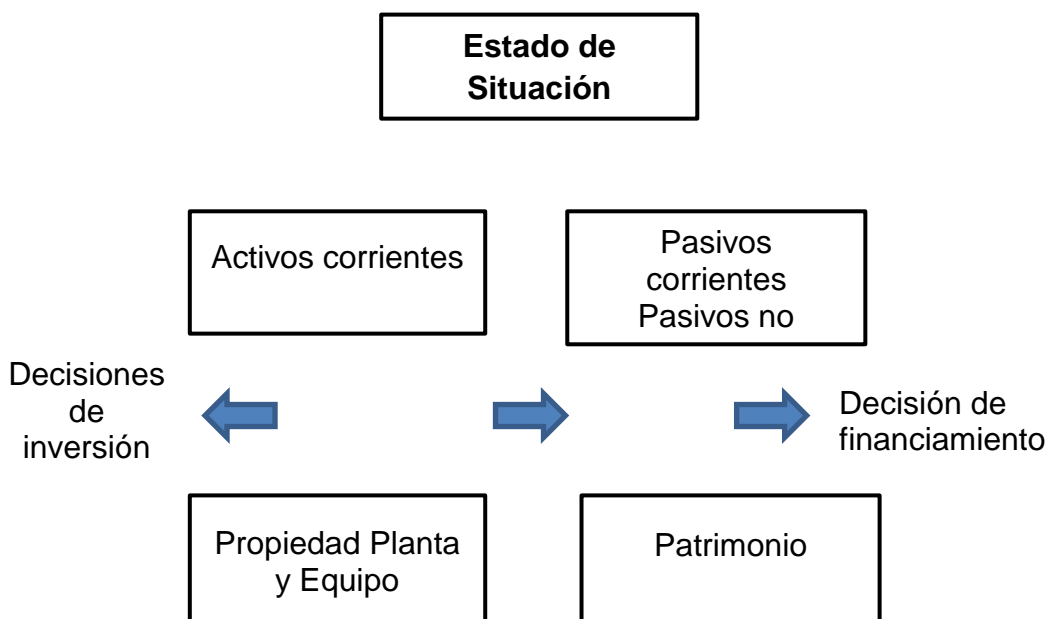 Estado de
Situación
Activos corrientes
Pasivos
corrientes
Pasivos no
Decisiones
de
inversión
Decisión de
financiamiento
Propiedad Planta
y Equipo
Patrimonio